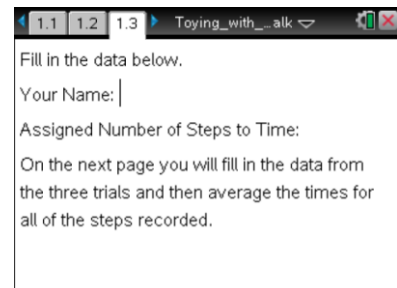 1.1 1.2 1.3 Toying_with_…alk
Fill in the data below.
Your Name:
Assigned Number of Steps to Time:
On the next page you will fill in the data from
the three trials and then average the times for
all of the steps recorded.